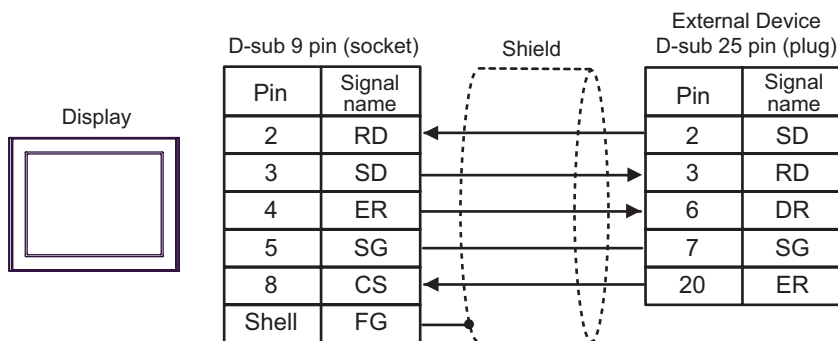 External Device
D-sub 9 pin (socket)
Shield
D-sub 25 pin (plug)
Display
Pin Signal name
2 RD
3 SD
4 ER
5 SG
8 CS
Shell FG
Pin Signal name
2 SD
3 RD
6 DR
7 SG
20 ER